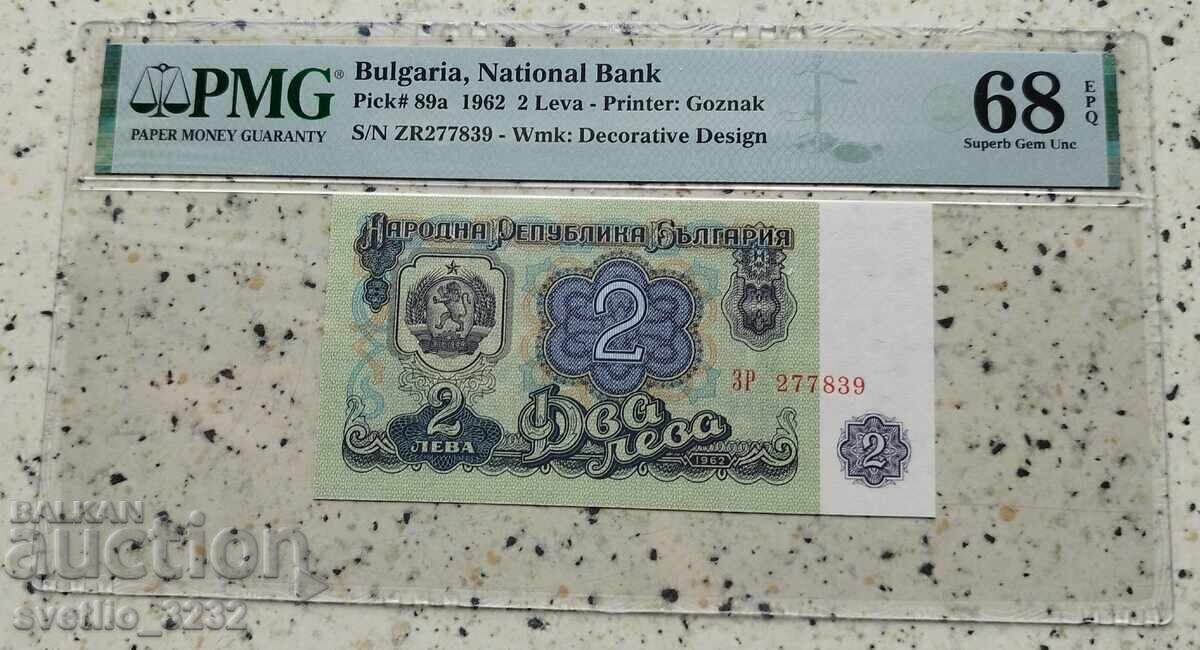 PMG®
PAPER MONEY GUARANTY
Bulgaria, National Bank
Pick# 89a 1962 2 Leva - Printer: Goznak
S/N ZR277839 - Wmk: Decorative Design
68
EPQ
Superb Gem Unc
НАРОДНА РЕПУБЛИКА БЪЛГАРИЯ
2
ЗР 277839
2
ЛЕВА
Два
лева
1962
2
BALKAN
auction
svetlio_3232